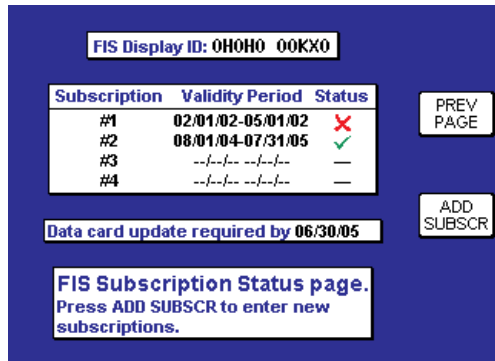 FIS Display ID: 0H0H0 00KX0
Subscription Validity Period Status
#1 02/01/02-05/01/02 ✗
#2 08/01/04-07/31/05 ✓
#3 --/--/-- --/--/-- —
#4 --/--/-- --/--/-- —
PREV
PAGE
Data card update required by 06/30/05
ADD
SUBSCR
FIS Subscription Status page.
Press ADD SUBSCR to enter new
subscriptions.